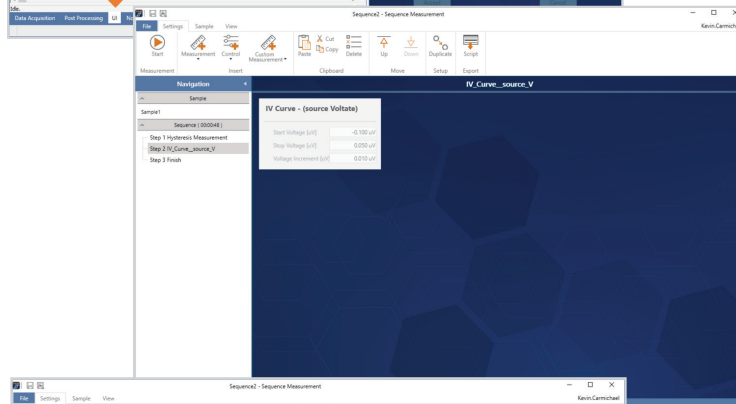 Idle.
Data Acquisition Post Processing UI
Sequence2 - Sequence Measurement
File Settings Sample View
Kevin.Carmich
Start Measurement Control Custom Measurement Paste Cut Copy Delete Up Down Duplicate Script
Measurement Insert Clipboard Move Setup Export
Navigation
IV_Curve__source_V
Sample
Sample1
Sequence ( 00:00:46 )
Step 1 Hysteresis Measurement
Step 2 IV_Curve__source_V
Step 3 Finish
IV Curve - (source Voltate)
Start Voltage [uV] -0.100 uV
Stop Voltage [uV] 0.050 uV
Voltage Increment [uV] 0.010 uV
Sequence2 - Sequence Measurement
File Settings Sample View
Kevin.Carmichael